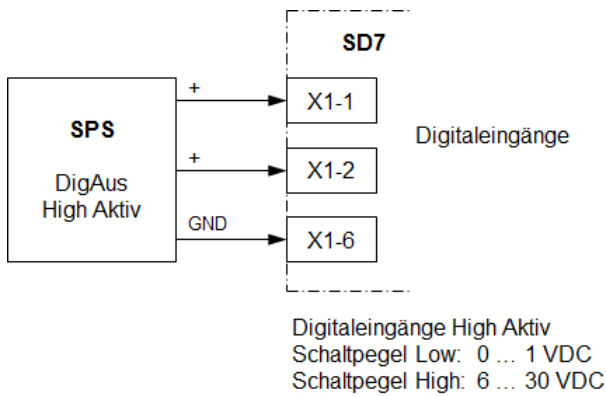 SD7
SPS
DigAus
High Aktiv
+
X1-1
+
X1-2
GND
X1-6
Digitaleingänge
Digitaleingänge High Aktiv
Schaltpegel Low: 0 ... 1 VDC
Schaltpegel High: 6 ... 30 VDC